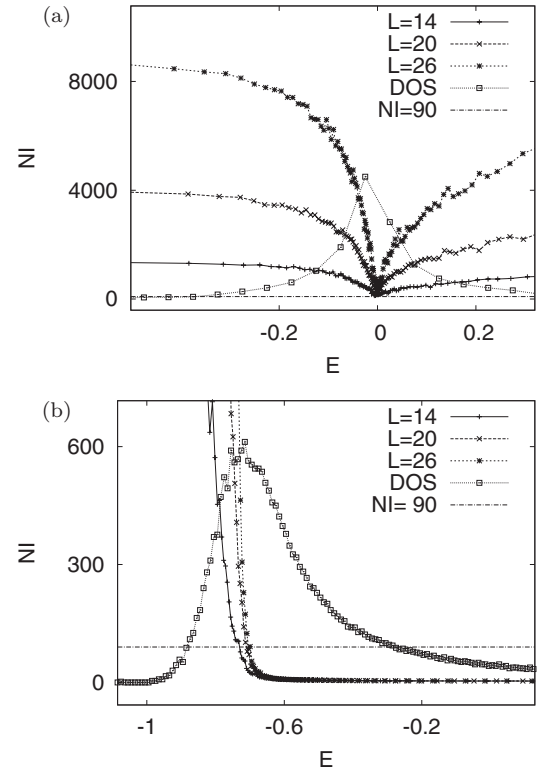 (a)
L=14
L=20
L=26
DOS
NI=90
8000
4000
0
NI
-0.2
0
0.2
E
(b)
L=14
L=20
L=26
DOS
NI= 90
600
300
0
NI
-1
-0.6
-0.2
E